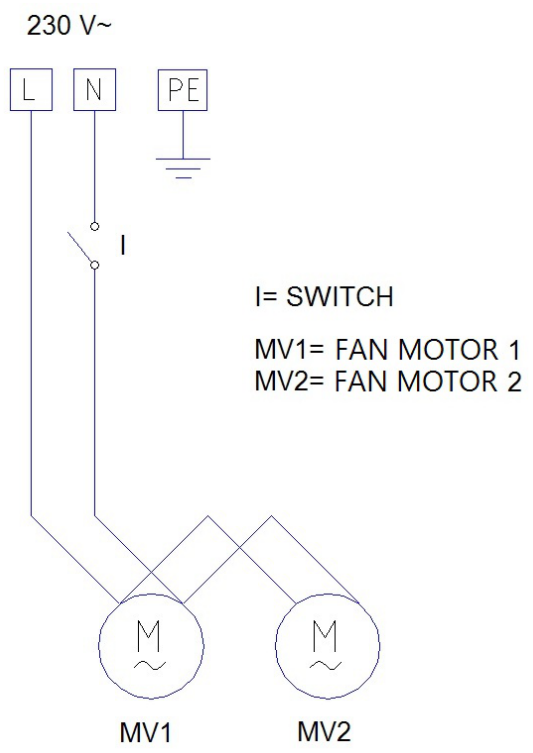 230 V~
L N PE
I
I= SWITCH
MV1= FAN MOTOR 1
MV2= FAN MOTOR 2
M M
~ ~
MV1 MV2